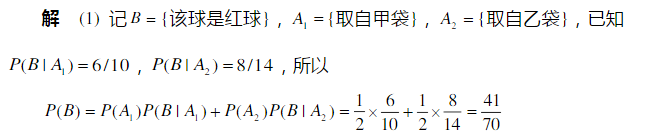 解 (1) 记 B = {该球是红球}，A₁ = {取自甲袋}，A₂ = {取自乙袋}，已知
P(B | A₁) = 6/10，P(B | A₂) = 8/14，所以
P(B) = P(A₁)P(B | A₁) + P(A₂)P(B | A₂) = 1/2 × 6/10 + 1/2 × 8/14 = 41/70